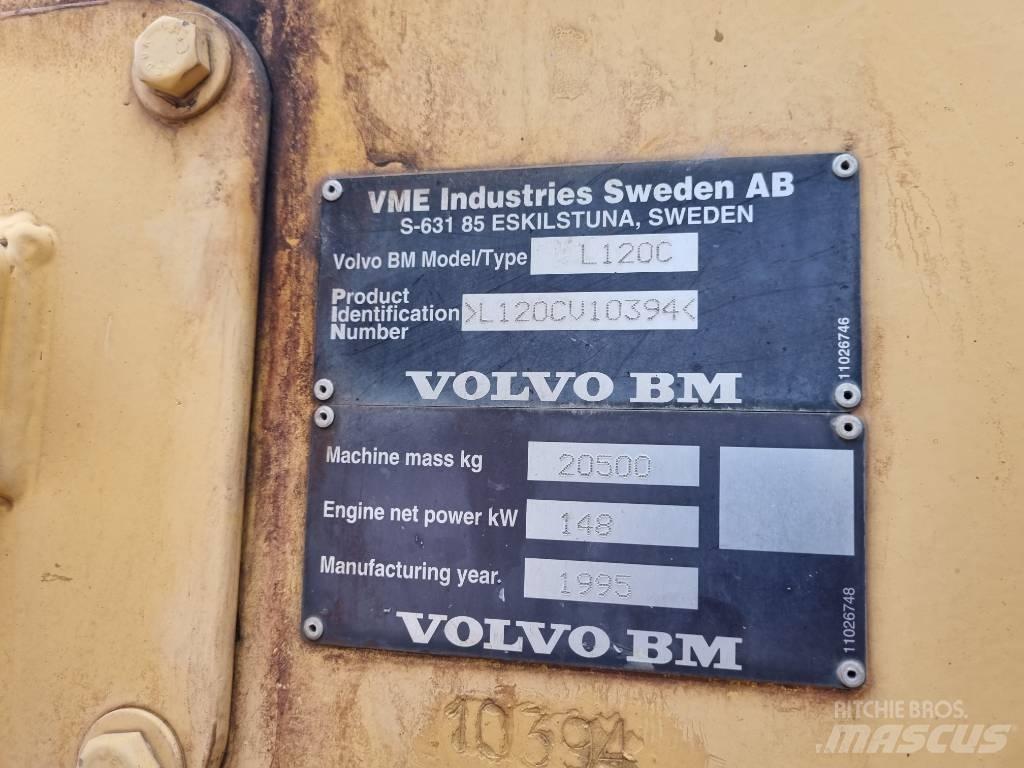 VME Industries Sweden AB
S-631 85 ESKILSTUNA, SWEDEN
Volvo BM Model/Type L120C
Product
Identification >L120CV10394<
Number
11026746
VOLVO BM
Machine mass kg 20500
Engine net power kW 148
Manufacturing year. 1995
11026748
VOLVO BM
10394
RITCHIE BROS.
MASCUS